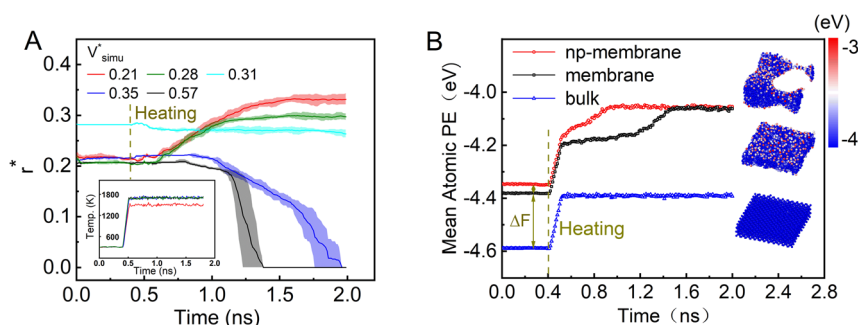 A
V*simu
0.21
0.28
0.31
0.35
0.57
Heating
r*
0.4
0.3
0.2
0.1
0.0
Temp. (K)
1800
1200
600
0.0 0.5 1.0 1.5 2.0
Time (ns)
0.0 0.5 1.0 1.5 2.0
Time (ns)
B
np-membrane
membrane
bulk
(eV)
-3
-4
Mean Atomic PE (eV)
-4.0
-4.2
-4.4
-4.6
ΔF
Heating
0.0 0.4 0.8 1.2 1.6 2.0 2.4 2.8
Time (ns)